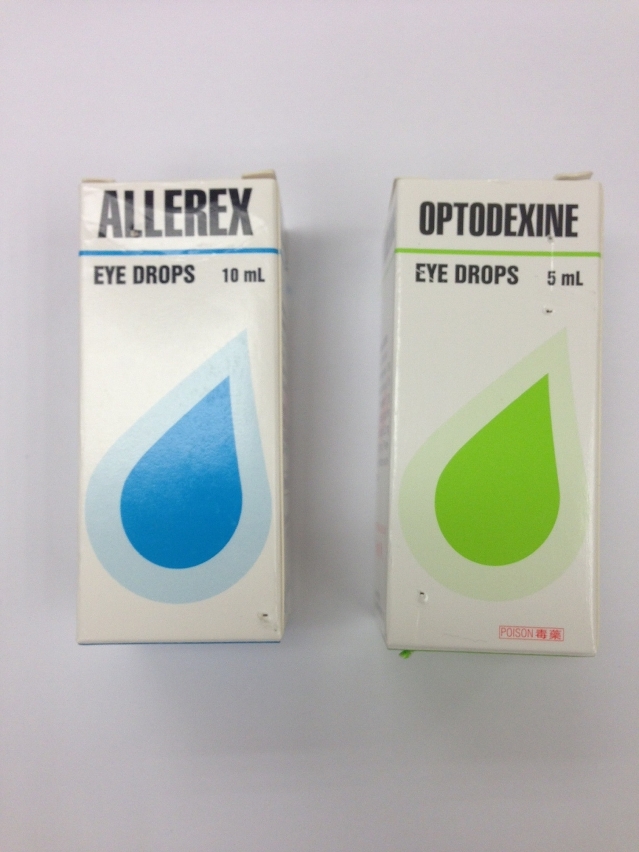 ALLEREX
EYE DROPS 10 mL
OPTODEXINE
EYE DROPS 5 mL
POISON 毒藥